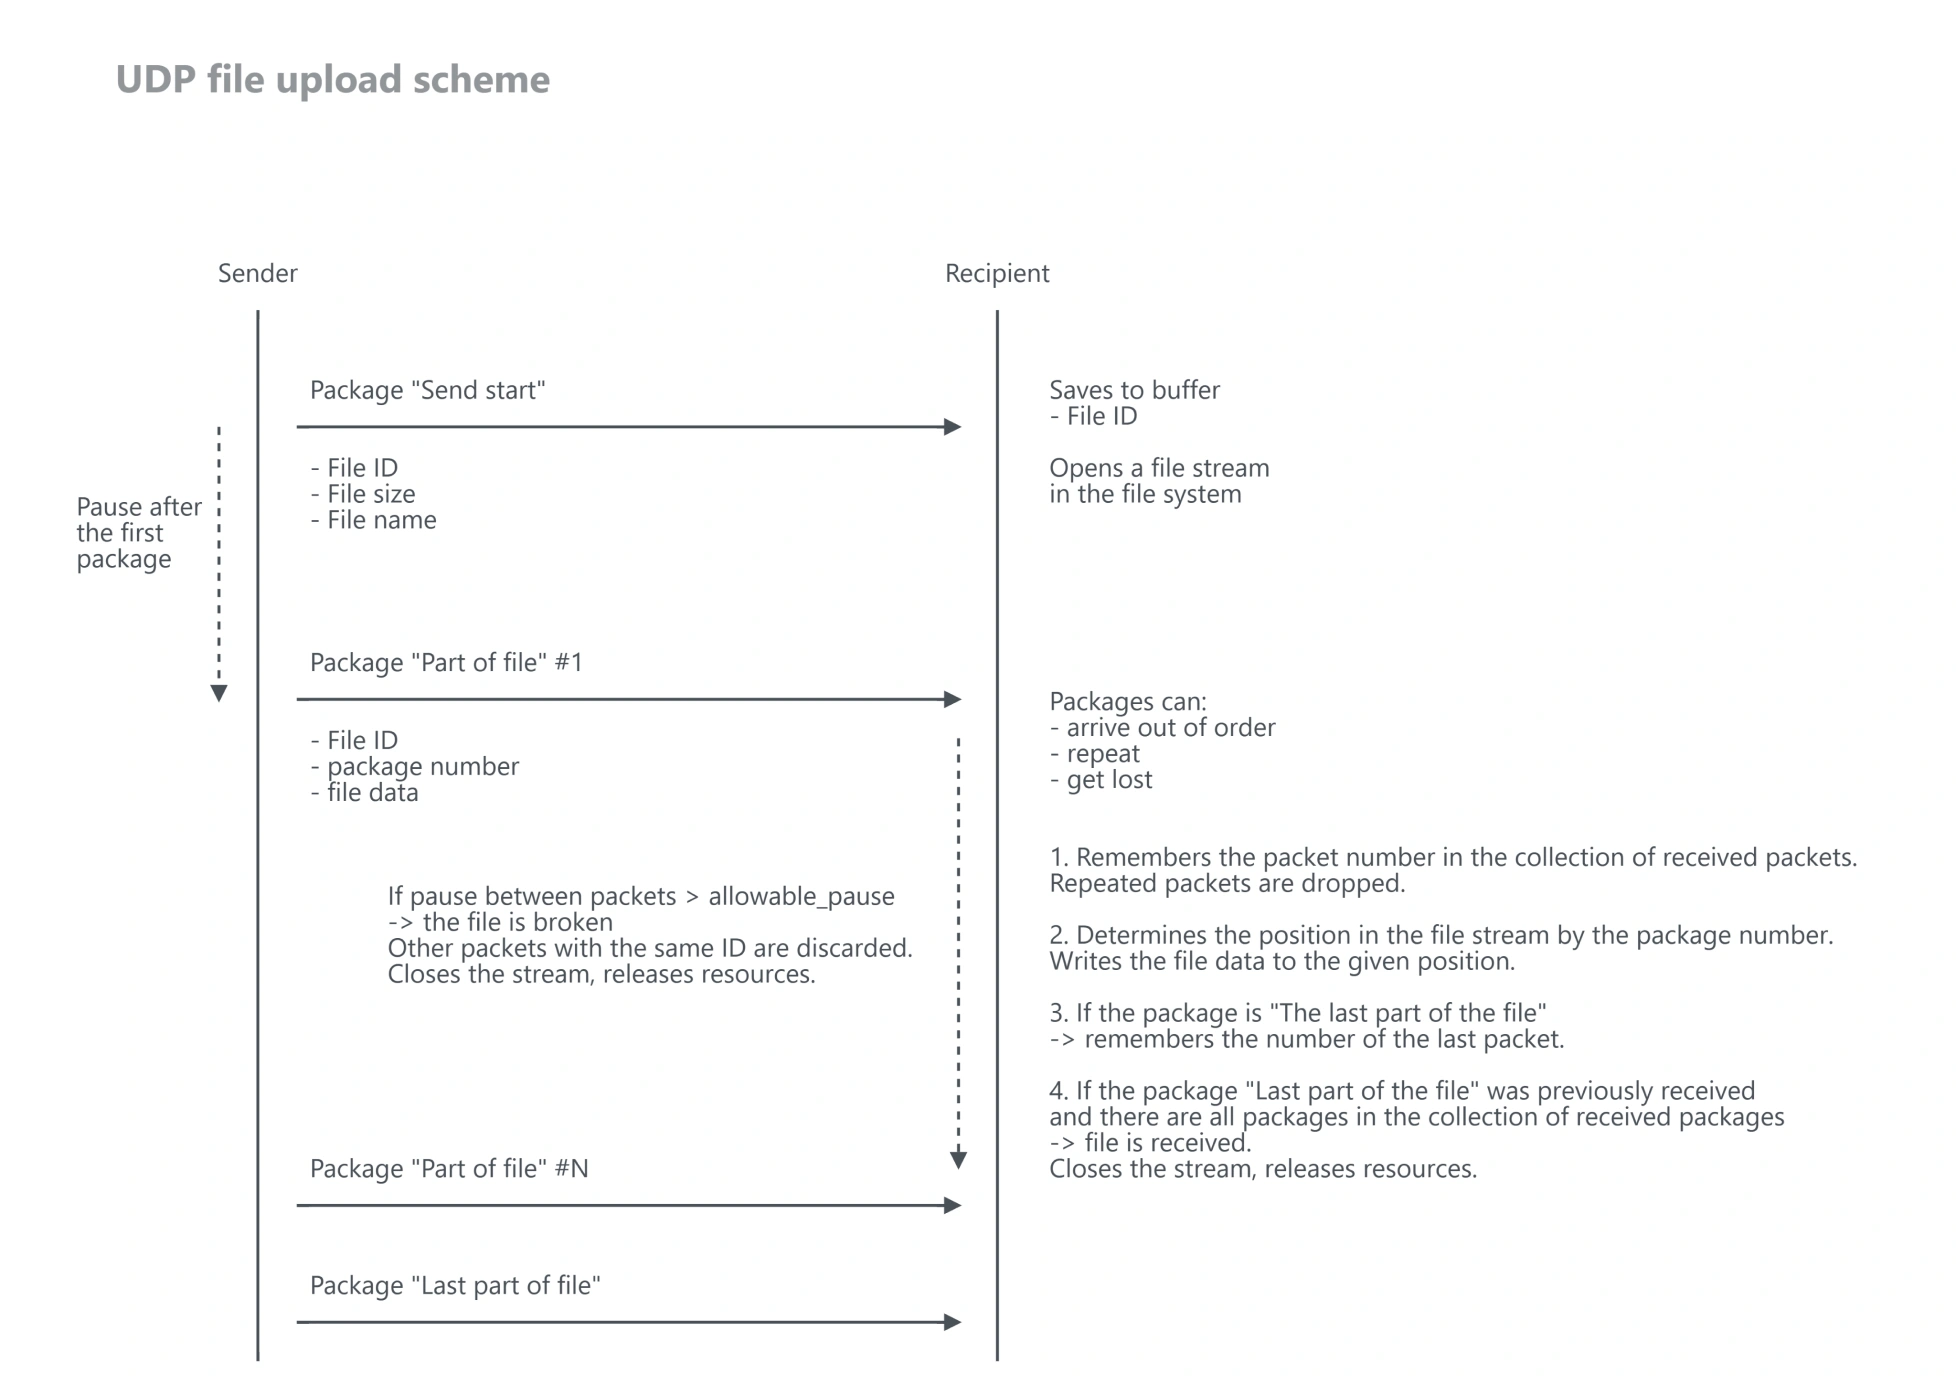 UDP file upload scheme
Sender
Recipient
Package "Send start"
- File ID
- File size
- File name
Saves to buffer
- File ID
Opens a file stream
in the file system
Pause after
the first
package
Package "Part of file" #1
- File ID
- package number
- file data
Packages can:
- arrive out of order
- repeat
- get lost
If pause between packets > allowable_pause
-> the file is broken
Other packets with the same ID are discarded.
Closes the stream, releases resources.
1. Remembers the packet number in the collection of received packets.
Repeated packets are dropped.
2. Determines the position in the file stream by the package number.
Writes the file data to the given position.
3. If the package is "The last part of the file"
-> remembers the number of the last packet.
4. If the package "Last part of the file" was previously received
and there are all packages in the collection of received packages
-> file is received.
Closes the stream, releases resources.
Package "Part of file" #N
Package "Last part of file"